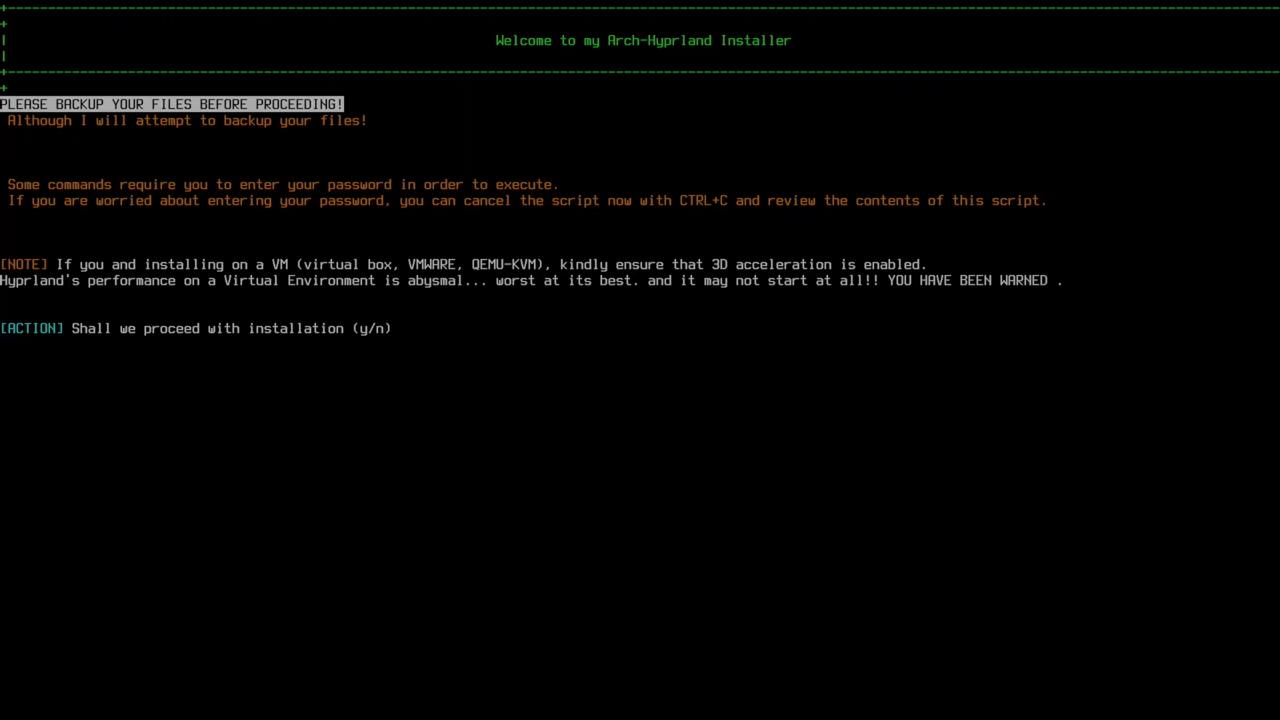 Welcome to my Arch-Hyprland Installer
PLEASE BACKUP YOUR FILES BEFORE PROCEEDING!
Although I will attempt to backup your files!
Some commands require you to enter your password in order to execute.
If you are worried about entering your password, you can cancel the script now with CTRL+C and review the contents of this script.
[NOTE] If you and installing on a VM (virtual box, VMWARE, QEMU-KVM), kindly ensure that 3D acceleration is enabled.
Hyprland's performance on a Virtual Environment is abysmal... worst at its best. and it may not start at all!! YOU HAVE BEEN WARNED .
[ACTION] Shall we proceed with installation (y/n)